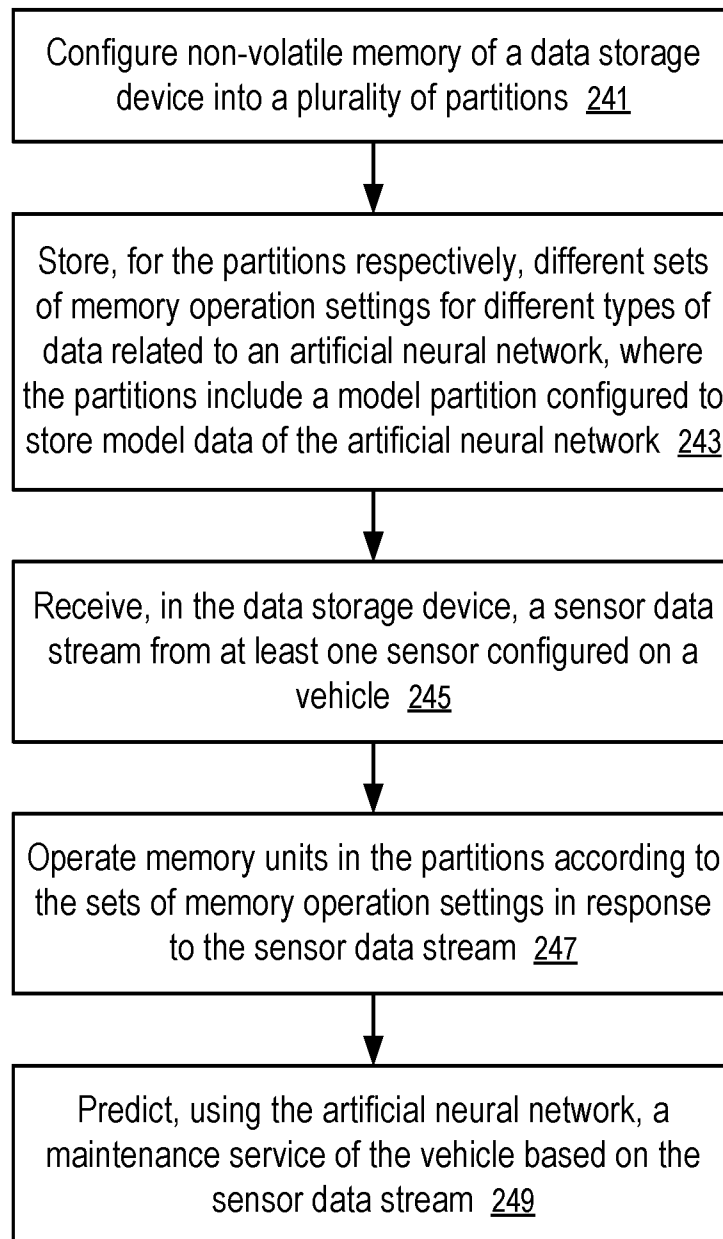 Configure non-volatile memory of a data storage
device into a plurality of partitions 241
Store, for the partitions respectively, different sets
of memory operation settings for different types of
data related to an artificial neural network, where
the partitions include a model partition configured to
store model data of the artificial neural network 243
Receive, in the data storage device, a sensor data
stream from at least one sensor configured on a
vehicle 245
Operate memory units in the partitions according to
the sets of memory operation settings in response
to the sensor data stream 247
Predict, using the artificial neural network, a
maintenance service of the vehicle based on the
sensor data stream 249